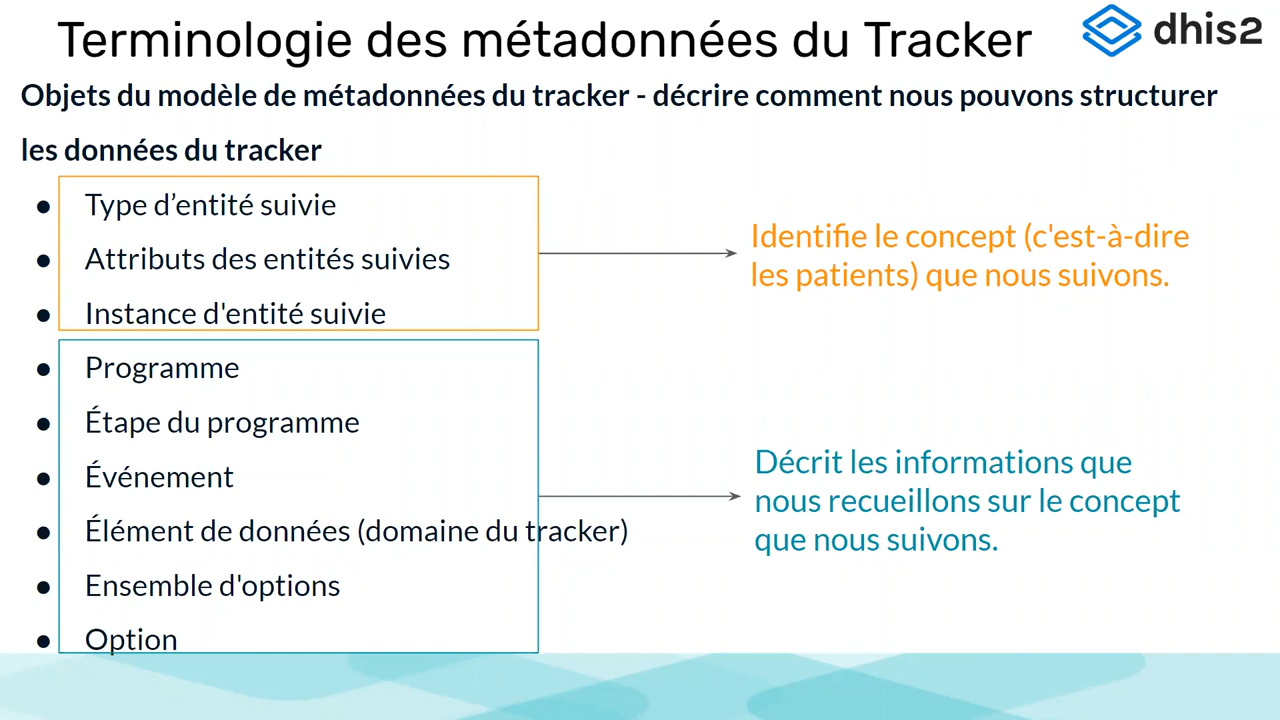 Terminologie des métadonnées du Tracker
dhis2
Objets du modèle de métadonnées du tracker - décrire comment nous pouvons structurer
les données du tracker
● Type d’entité suivie
● Attributs des entités suivies
● Instance d'entité suivie
Identifie le concept (c'est-à-dire
les patients) que nous suivons.
● Programme
● Étape du programme
● Événement
● Élément de données (domaine du tracker)
● Ensemble d'options
● Option
Décrit les informations que
nous recueillons sur le concept
que nous suivons.